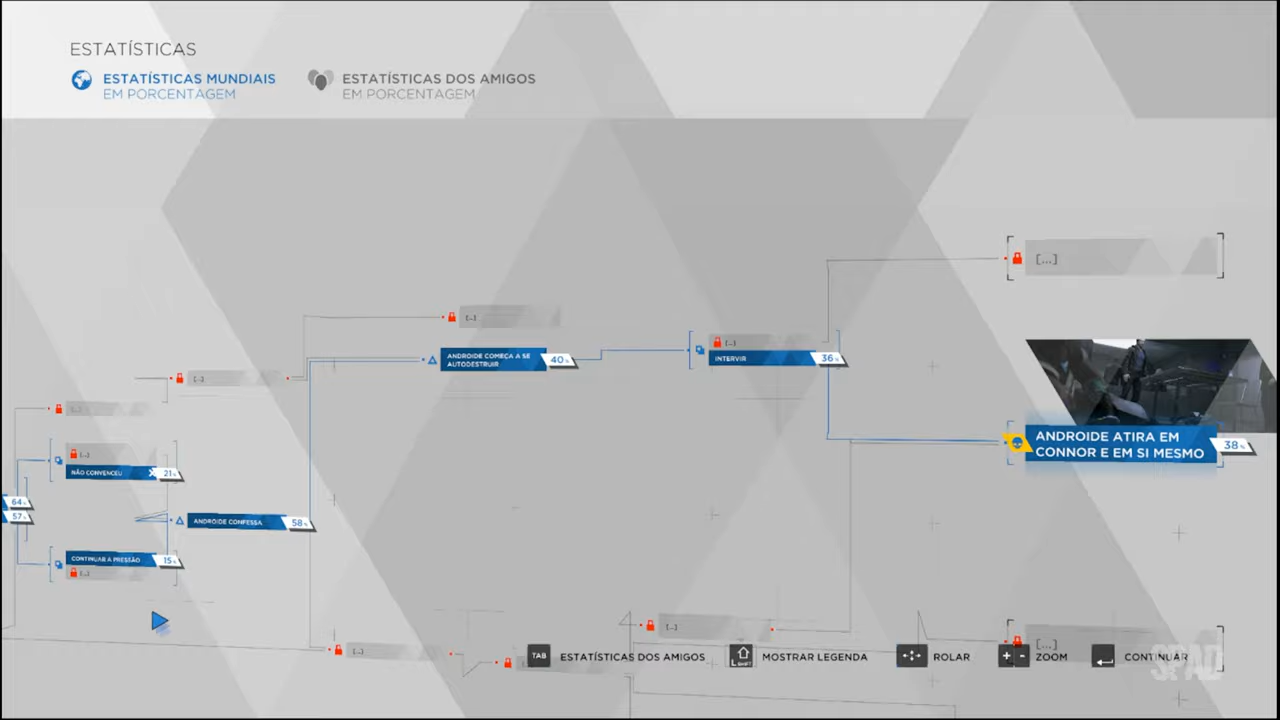 ESTATÍSTICAS
ESTATÍSTICAS MUNDIAIS
EM PORCENTAGEM
ESTATÍSTICAS DOS AMIGOS
EM PORCENTAGEM
[...]
[...]
ANDROIDE COMEÇA A SE
AUTODESTRUIR
40%
[...]
INTERVIR
36%
[...]
[...]
ANDROIDE ATIRA EM
CONNOR E EM SI MESMO
38%
[...]
NÃO CONVENCEU
21%
64%
57%
ANDROIDE CONFESSA
58%
CONTINUAR A PRESSÃO
15%
[...]
[...]
[...]
[...]
[...]
TAB
ESTATÍSTICAS DOS AMIGOS
L SHIFT
MOSTRAR LEGENDA
ROLAR
+ -
ZOOM
CONTINUAR
SPAD